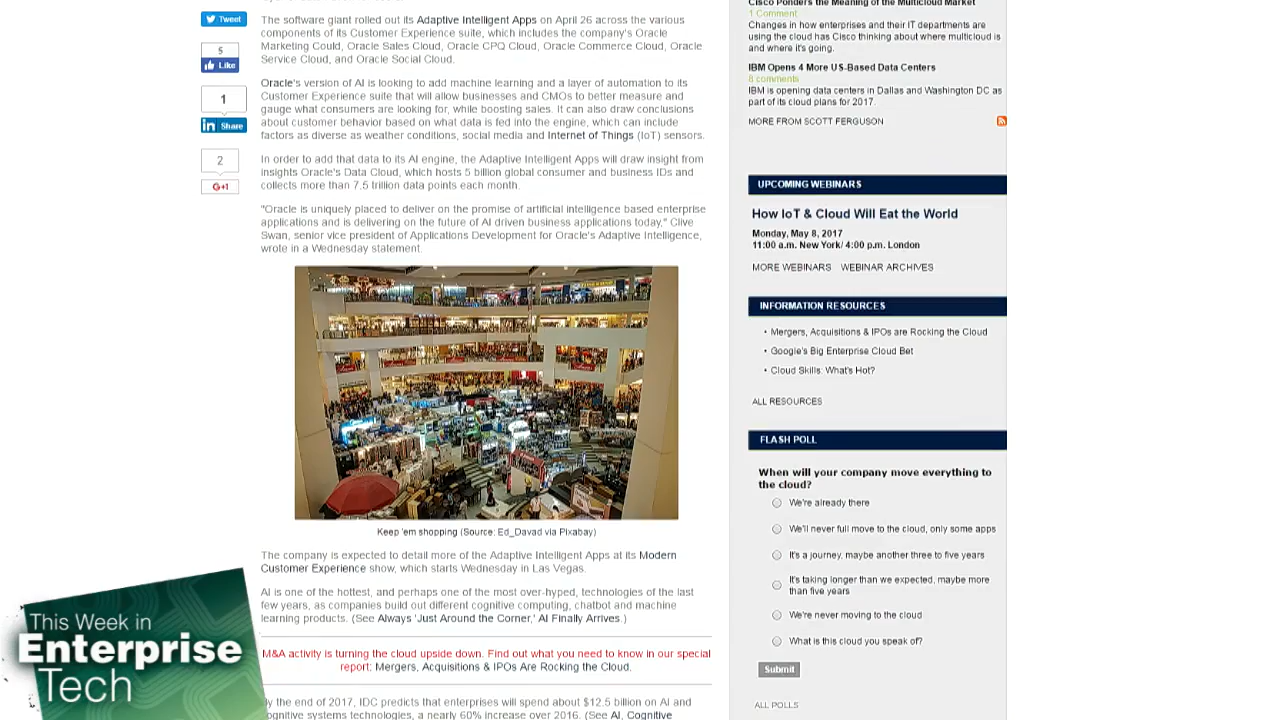 Tweet
5
Like
1
Share
2
G+1
The software giant rolled out its Adaptive Intelligent Apps on April 26 across the various
components of its Customer Experience suite, which includes the company's Oracle
Marketing Could, Oracle Sales Cloud, Oracle CPQ Cloud, Oracle Commerce Cloud, Oracle
Service Cloud, and Oracle Social Cloud.
Oracle's version of AI is looking to add machine learning and a layer of automation to its
Customer Experience suite that will allow businesses and CMOs to better measure and
gauge what consumers are looking for, while boosting sales. It can also draw conclusions
about customer behavior based on what data is fed into the engine, which can include
factors as diverse as weather conditions, social media and Internet of Things (IoT) sensors.
In order to add that data to its AI engine, the Adaptive Intelligent Apps will draw insight from
insights Oracle's Data Cloud, which hosts 5 billion global consumer and business IDs and
collects more than 7.5 trillion data points each month.
"Oracle is uniquely placed to deliver on the promise of artificial intelligence based enterprise
applications and is delivering on the future of AI driven business applications today," Clive
Swan, senior vice president of Applications Development for Oracle's Adaptive Intelligence,
wrote in a Wednesday statement.
Keep 'em shopping (Source: Ed_Davad via Pixabay)
The company is expected to detail more of the Adaptive Intelligent Apps at its Modern
Customer Experience show, which starts Wednesday in Las Vegas.
AI is one of the hottest, and perhaps one of the most over-hyped, technologies of the last
few years, as companies build out different cognitive computing, chatbot and machine
learning products. (See Always 'Just Around the Corner,' AI Finally Arrives.)
M&A activity is turning the cloud upside down. Find out what you need to know in our special
report: Mergers, Acquisitions & IPOs Are Rocking the Cloud.
the end of 2017, IDC predicts that enterprises will spend about $12.5 billion on AI and
systems technologies, a nearly 60% increase over 2016. (See AI, Cognitive
Cisco Ponders the Meaning of the Multicloud Market
1 Comment
Changes in how enterprises and their IT departments are
using the cloud has Cisco thinking about where multicloud is
and where it's going.
IBM Opens 4 More US-Based Data Centers
8 comments
IBM is opening data centers in Dallas and Washington DC as
part of its cloud plans for 2017.
MORE FROM SCOTT FERGUSON
UPCOMING WEBINARS
How IoT & Cloud Will Eat the World
Monday, May 8, 2017
11:00 a.m. New York/ 4:00 p.m. London
MORE WEBINARS WEBINAR ARCHIVES
INFORMATION RESOURCES
• Mergers, Acquisitions & IPOs are Rocking the Cloud
• Google's Big Enterprise Cloud Bet
• Cloud Skills: What's Hot?
ALL RESOURCES
FLASH POLL
When will your company move everything to
the cloud?
We're already there
We'll never full move to the cloud, only some apps
It's a journey, maybe another three to five years
It's taking longer than we expected, maybe more
than five years
We're never moving to the cloud
What is this cloud you speak of?
Submit
ALL POLLS
This Week in
Enterprise
Tech